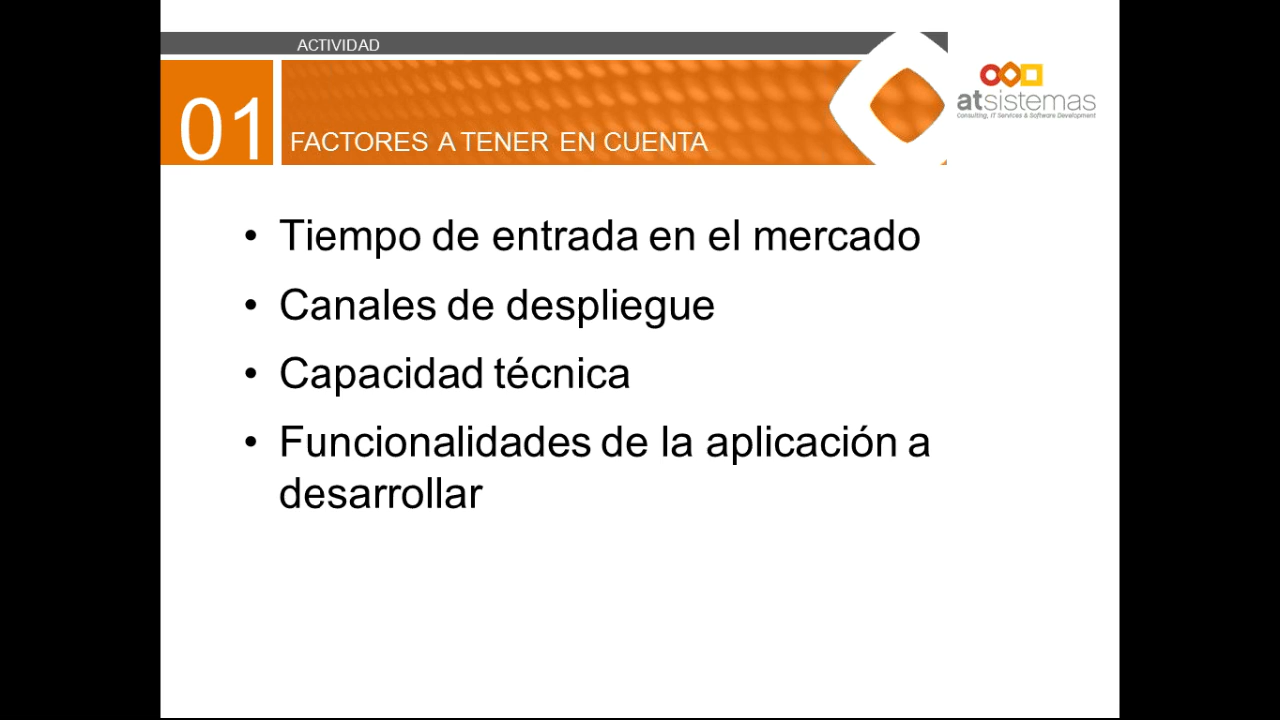 ACTIVIDAD
01
FACTORES A TENER EN CUENTA
atsistemas
Consulting, IT Services & Software Development
• Tiempo de entrada en el mercado
• Canales de despliegue
• Capacidad técnica
• Funcionalidades de la aplicación a
desarrollar